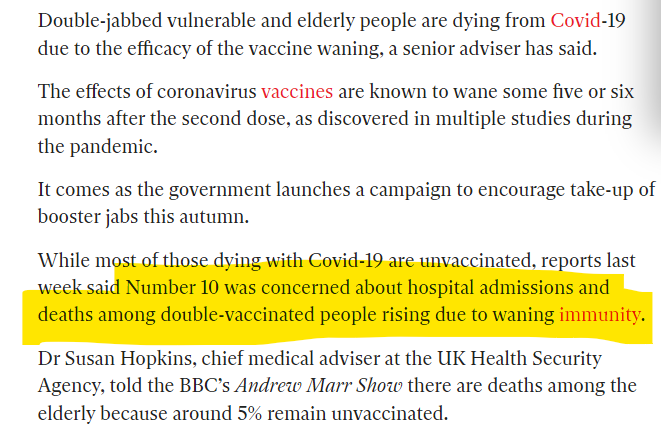 Double-jabbed vulnerable and elderly people are dying from Covid-19
due to the efficacy of the vaccine waning, a senior adviser has said.
The effects of coronavirus vaccines are known to wane some five or six
months after the second dose, as discovered in multiple studies during
the pandemic.
It comes as the government launches a campaign to encourage take-up of
booster jabs this autumn.
While most of those dying with Covid-19 are unvaccinated, reports last
week said Number 10 was concerned about hospital admissions and
deaths among double-vaccinated people rising due to waning immunity.
Dr Susan Hopkins, chief medical adviser at the UK Health Security
Agency, told the BBC’s Andrew Marr Show there are deaths among the
elderly because around 5% remain unvaccinated.